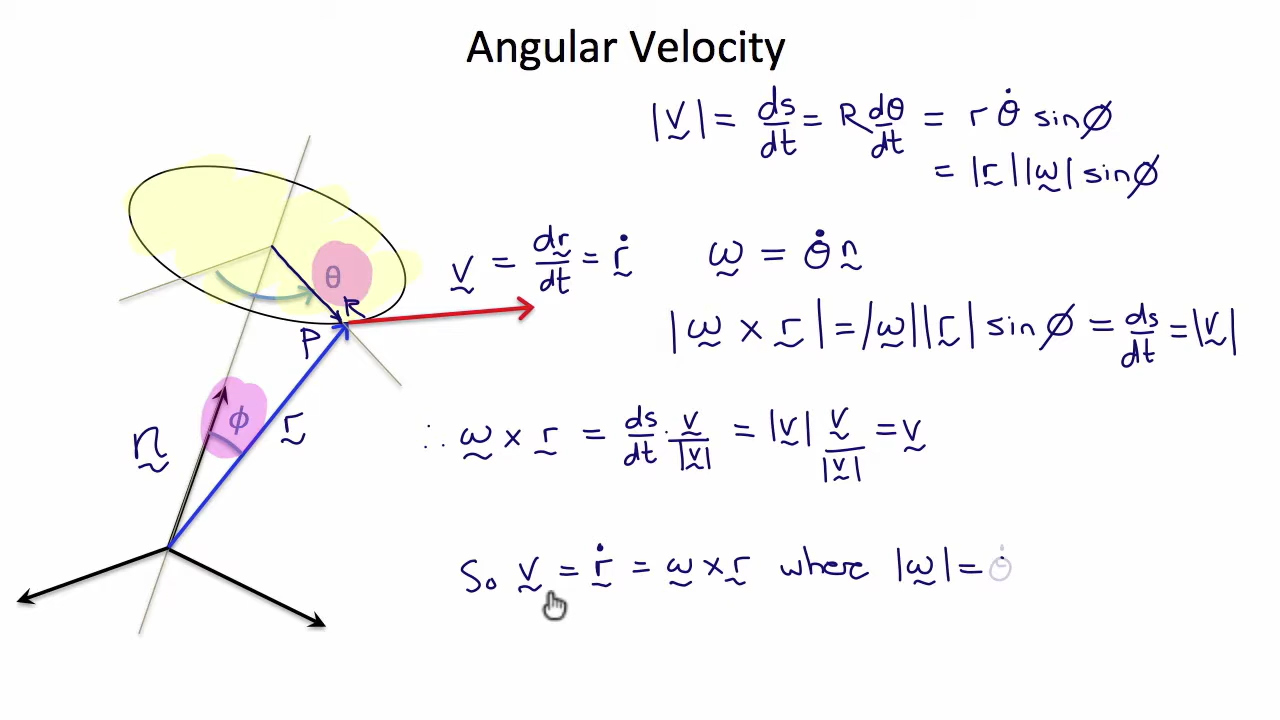 Angular Velocity
|v| = ds/dt = R dθ/dt = r θ̇ sin ϕ
= |r||ω| sin ϕ
v = dr/dt = ṙ
ω = θ̇ n
|ω × r| = |ω||r| sin ϕ = ds/dt = |v|
∴ ω × r = ds/dt · v/|v| = |v| v/|v| = v
So v = ṙ = ω × r where |ω| = θ̇
θ
R
P
ϕ
r
n